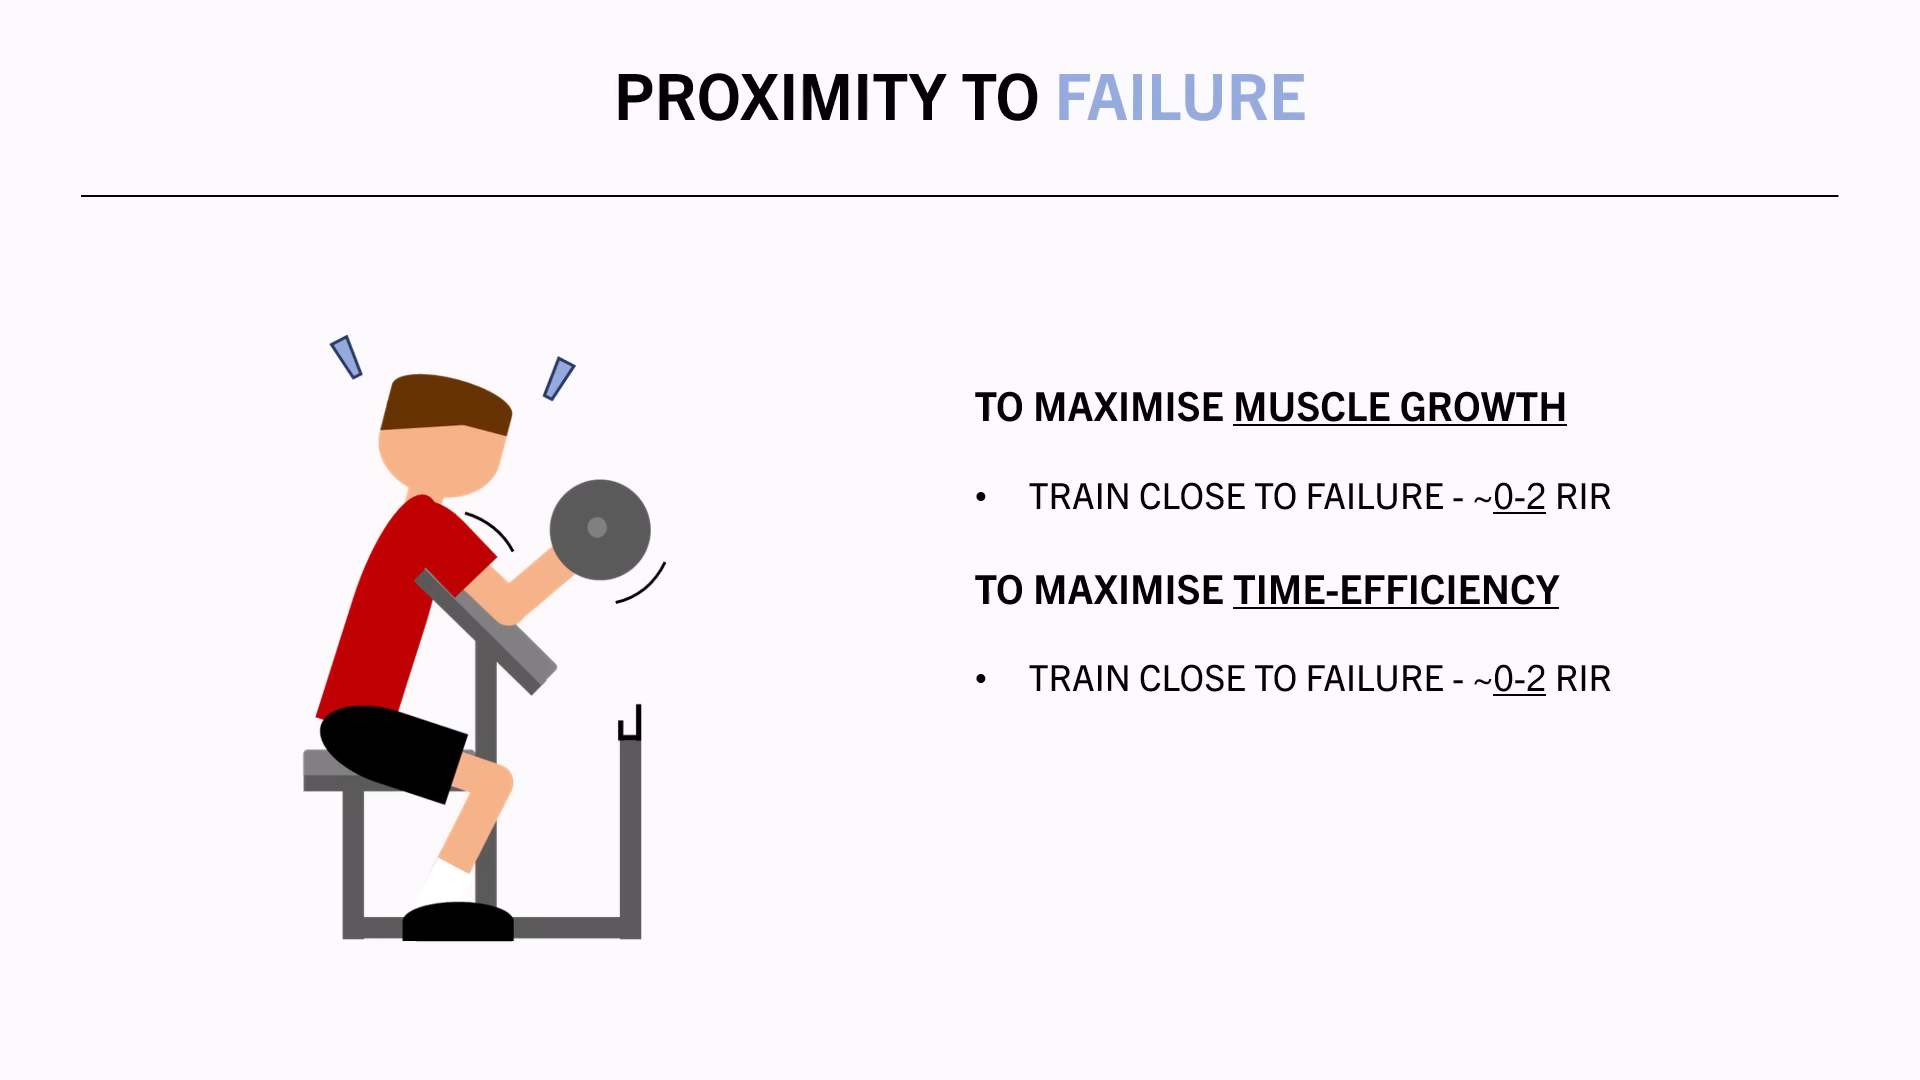 PROXIMITY TO FAILURE
TO MAXIMISE MUSCLE GROWTH
• TRAIN CLOSE TO FAILURE - ~0-2 RIR
TO MAXIMISE TIME-EFFICIENCY
• TRAIN CLOSE TO FAILURE - ~0-2 RIR